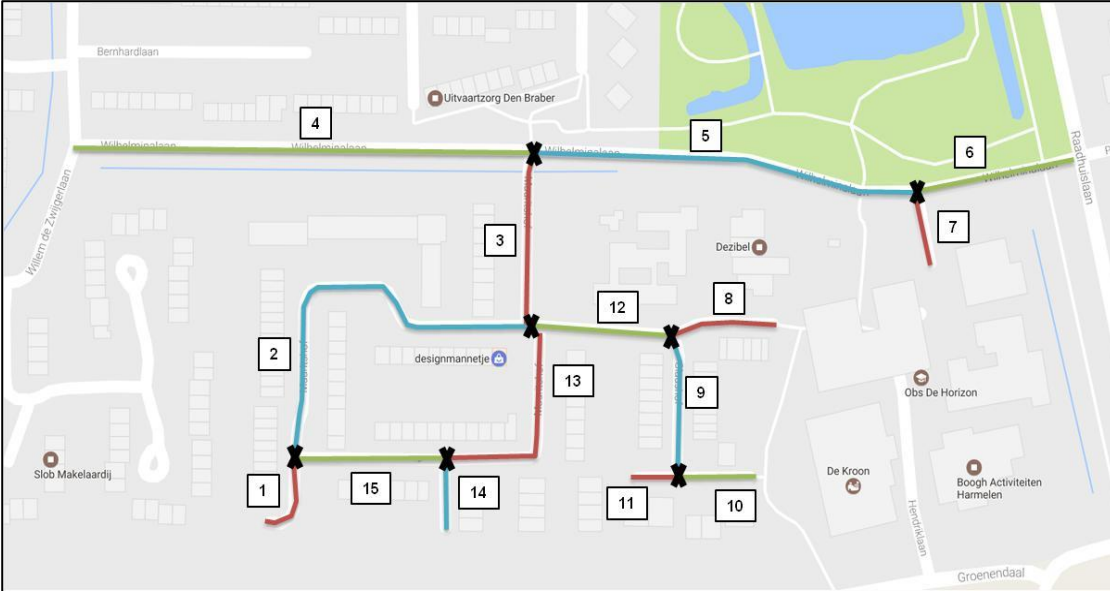 Bernhardlaan
Uitvaartzorg Den Braber
4
5
6
Wilhelminalaan
Wilhelminalaan
Wilhelminalaan
Raadhuislaan
Willem de Zwijgerlaan
3
7
Dezibel
12
8
2
designmannetje
13
9
Obs De Horizon
Slob Makelaardij
1
15
14
11
10
De Kroon
Boogh Activiteiten
Harmelen
Hendriklaan
Groenendaal